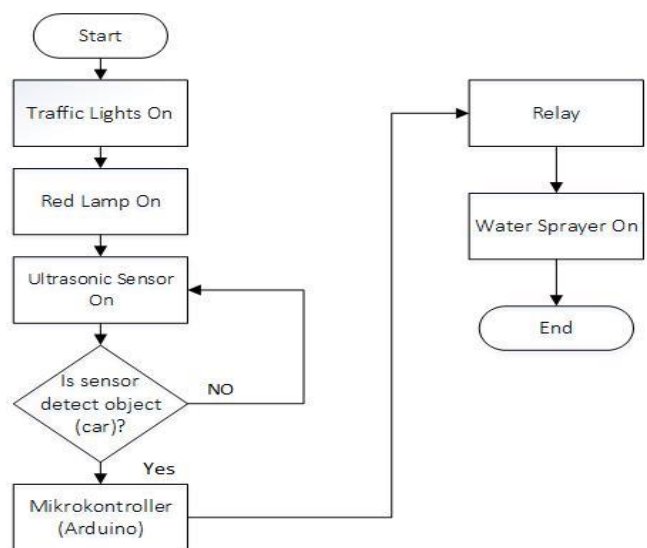 Start
Traffic Lights On
Red Lamp On
Ultrasonic Sensor
On
Is sensor
detect object
(car)?
NO
Yes
Mikrokontroller
(Arduino)
Relay
Water Sprayer On
End